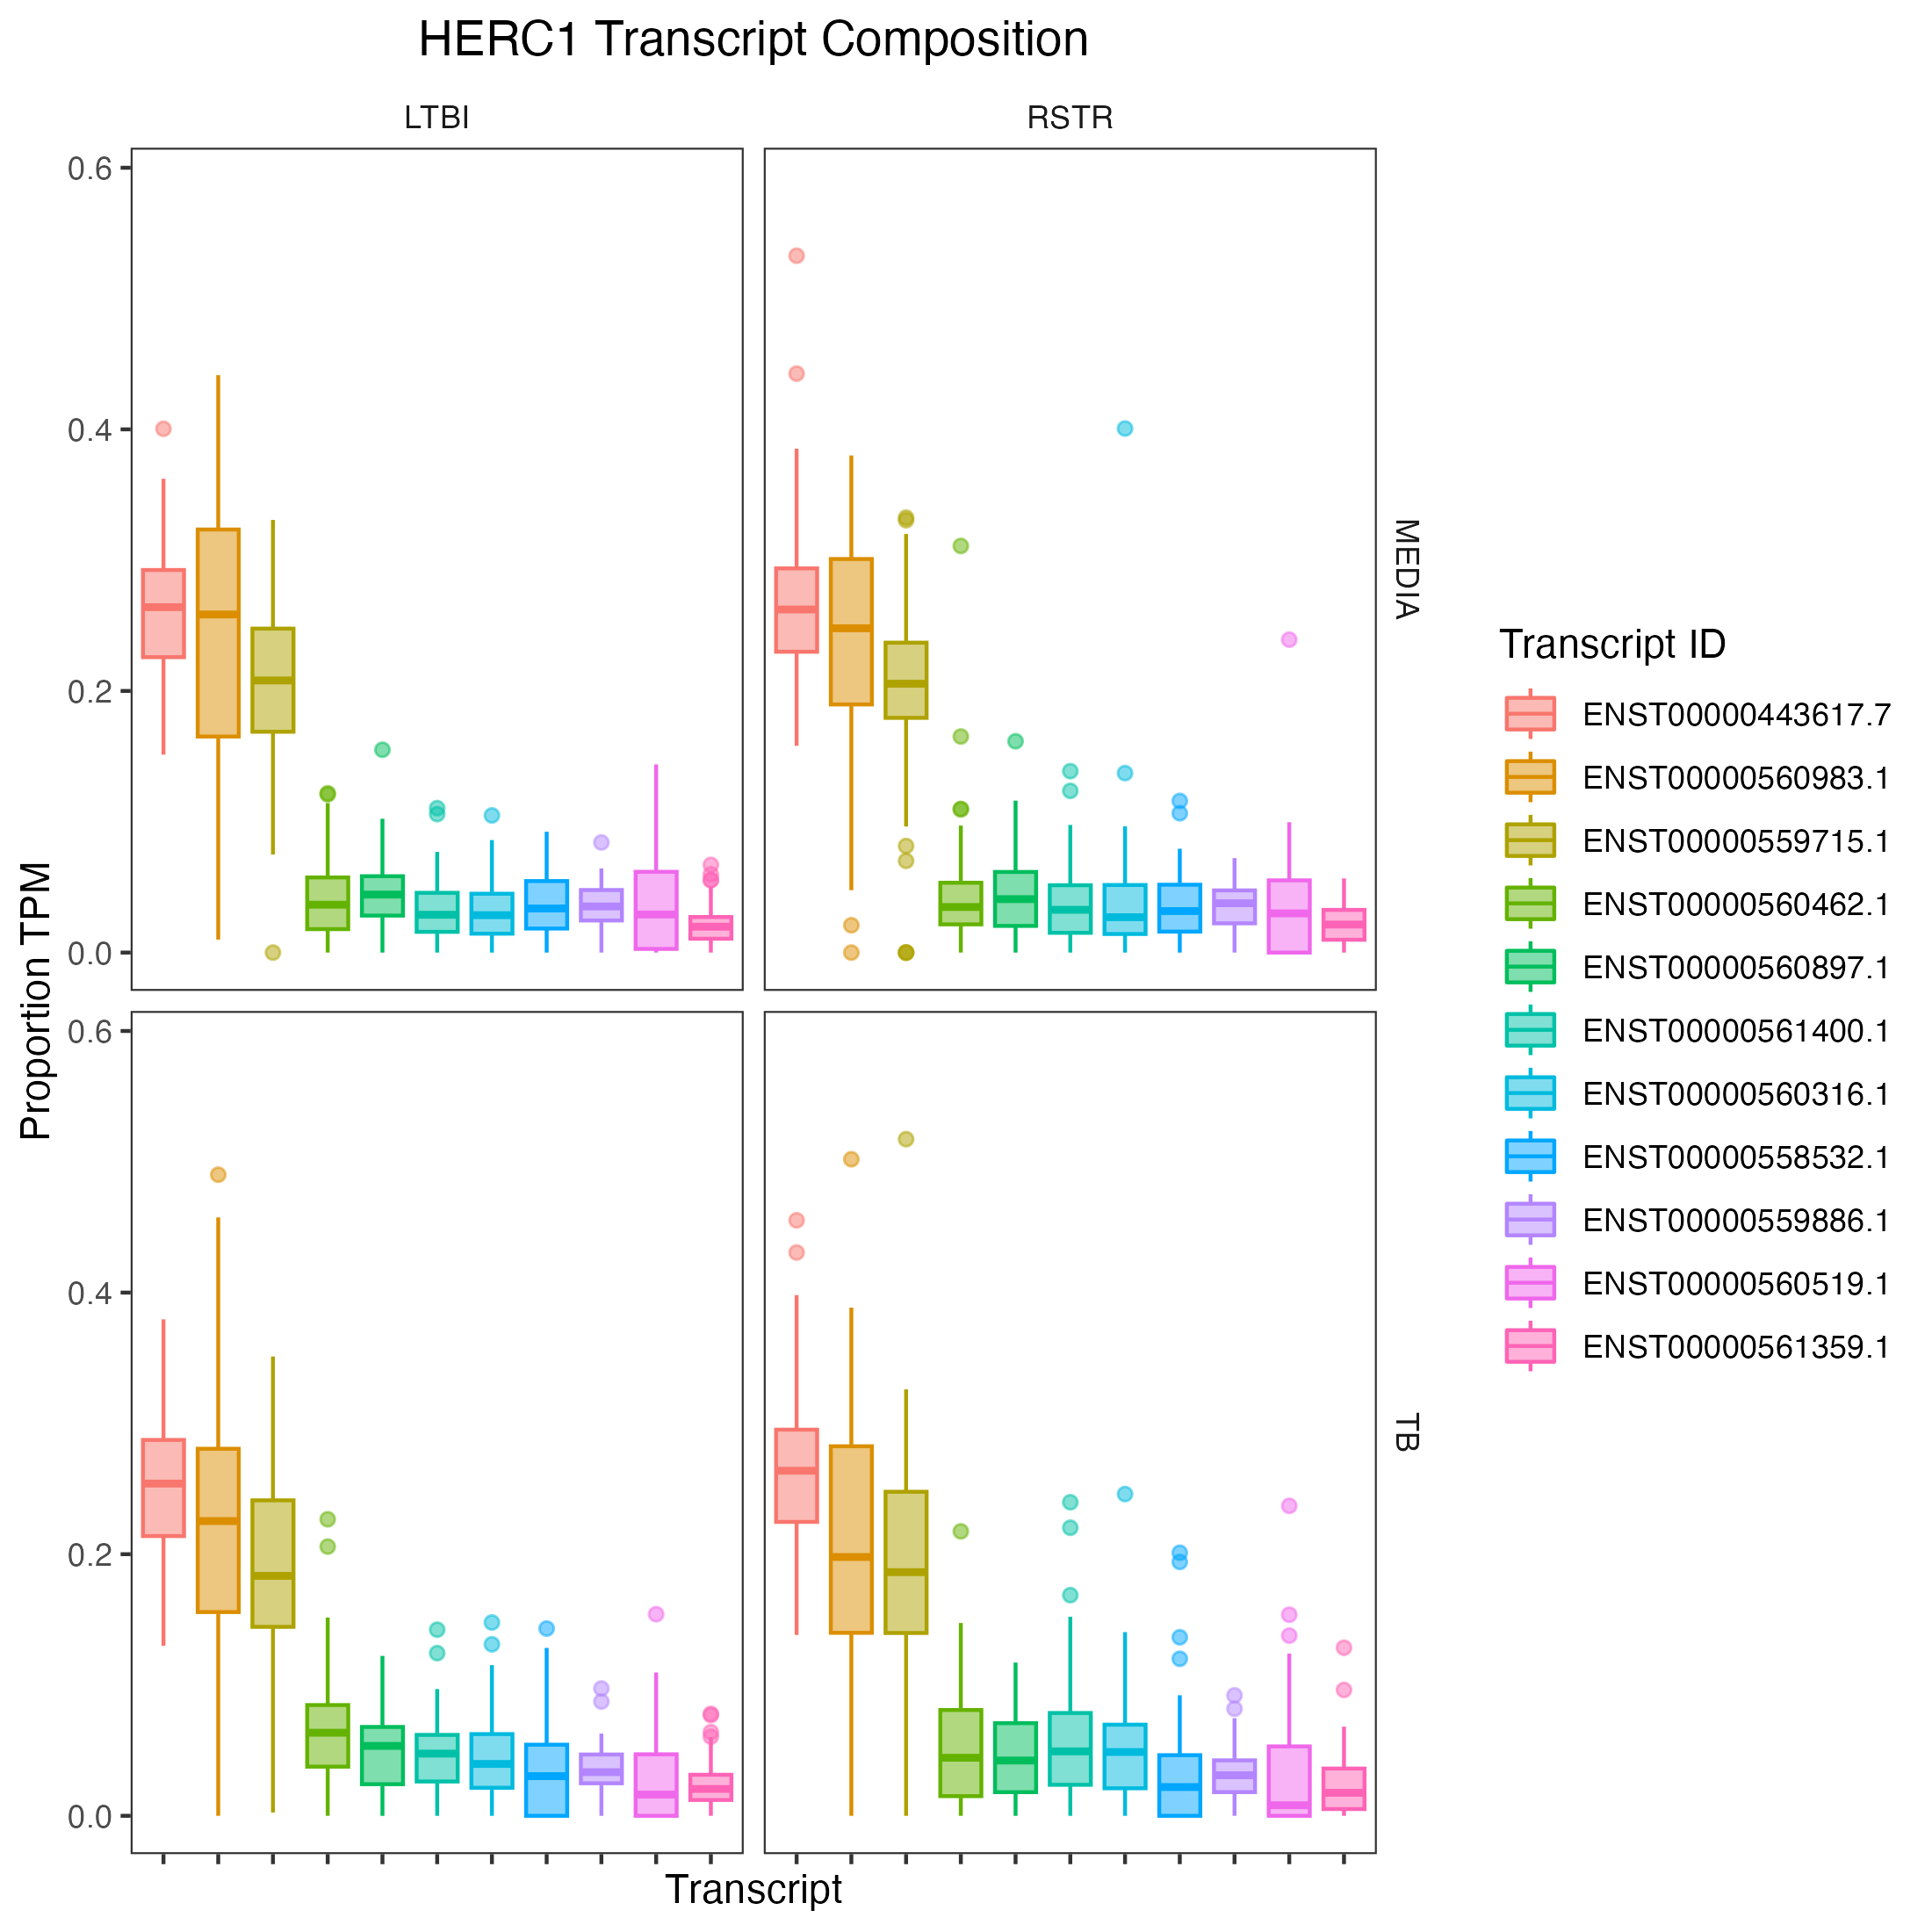 HERC1 Transcript Composition
LTBI
RSTR
0.6
0.4
0.2
0.0
MEDIA
0.6
0.4
0.2
0.0
TB
Proportion TPM
Transcript
Transcript ID
ENST00000443617.7
ENST00000560983.1
ENST00000559715.1
ENST00000560462.1
ENST00000560897.1
ENST00000561400.1
ENST00000560316.1
ENST00000558532.1
ENST00000559886.1
ENST00000560519.1
ENST00000561359.1